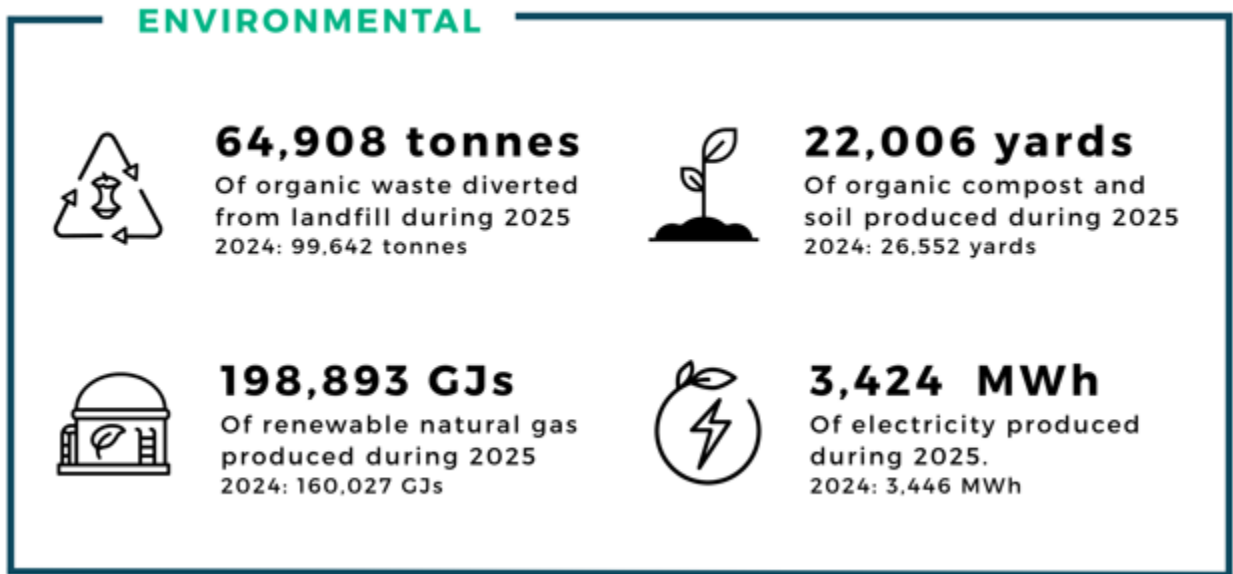 ENVIRONMENTAL
64,908 tonnes
Of organic waste diverted
from landfill during 2025
2024: 99,642 tonnes
22,006 yards
Of organic compost and
soil produced during 2025
2024: 26,552 yards
198,893 GJs
Of renewable natural gas
produced during 2025
2024: 160,027 GJs
3,424 MWh
Of electricity produced
during 2025.
2024: 3,446 MWh